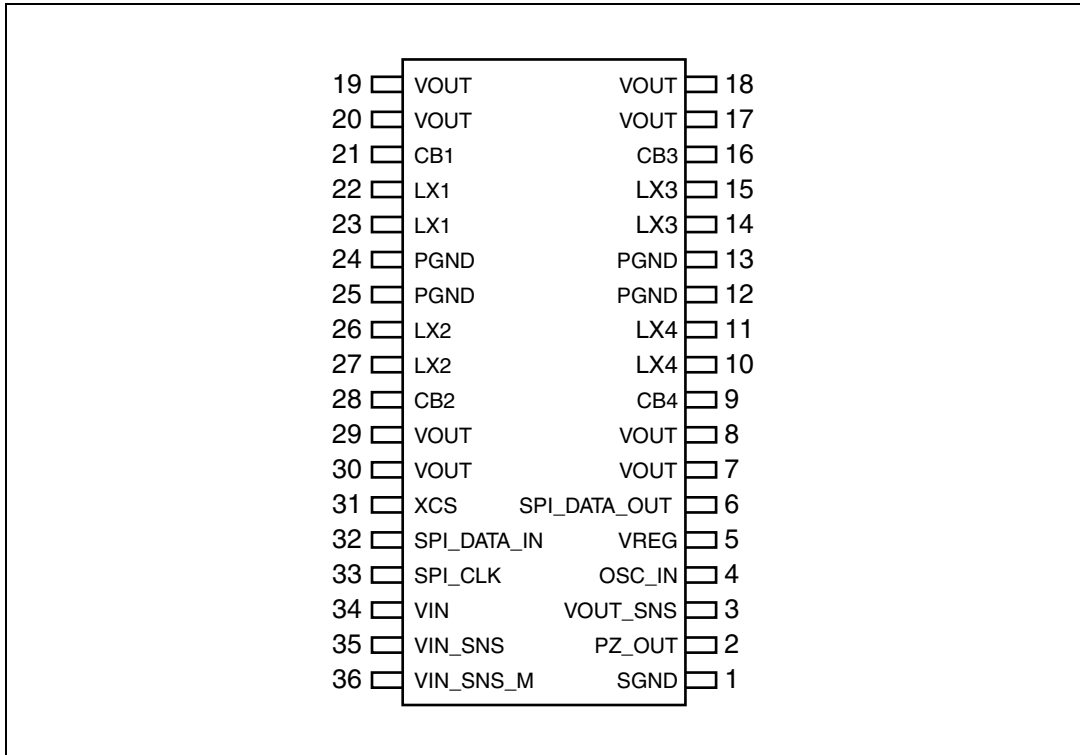 19 VOUT VOUT 18
20 VOUT VOUT 17
21 CB1 CB3 16
22 LX1 LX3 15
23 LX1 LX3 14
24 PGND PGND 13
25 PGND PGND 12
26 LX2 LX4 11
27 LX2 LX4 10
28 CB2 CB4 9
29 VOUT VOUT 8
30 VOUT VOUT 7
31 XCS SPI_DATA_OUT 6
32 SPI_DATA_IN VREG 5
33 SPI_CLK OSC_IN 4
34 VIN VOUT_SNS 3
35 VIN_SNS PZ_OUT 2
36 VIN_SNS_M SGND 1